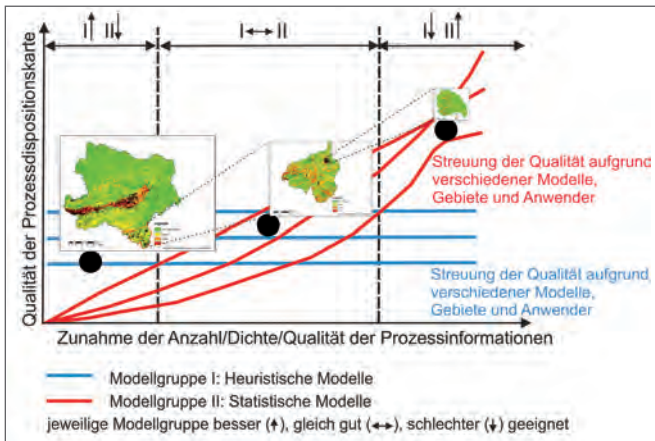 I↑ II↓ I↔II I↓ II↑
Qualität der Prozessdispositionskarte
Streuung der Qualität aufgrund
verschiedener Modelle,
Gebiete und Anwender
Streuung der Qualität aufgrund
verschiedener Modelle,
Gebiete und Anwender
Zunahme der Anzahl/Dichte/Qualität der Prozessinformationen
Modellgruppe I: Heuristische Modelle
Modellgruppe II: Statistische Modelle
jeweilige Modellgruppe besser (↑), gleich gut (↔), schlechter (↓) geeignet